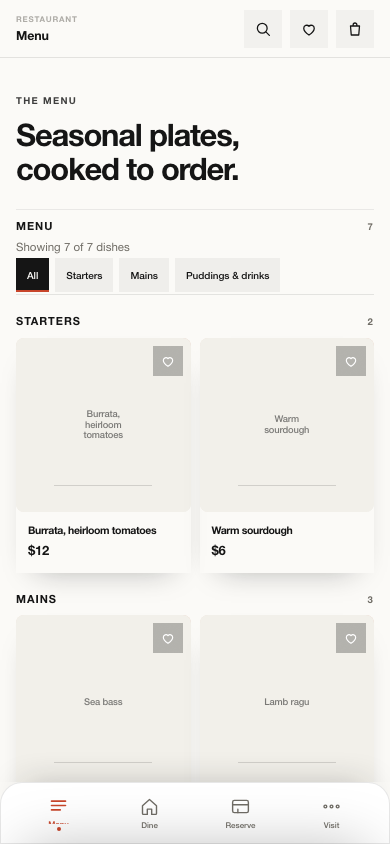 RESTAURANT
Menu
THE MENU
Seasonal plates,
cooked to order.
MENU 7
Showing 7 of 7 dishes
All Starters Mains Puddings & drinks
STARTERS 2
Burrata,
heirloom
tomatoes
Warm
sourdough
Burrata, heirloom tomatoes
$12
Warm sourdough
$6
MAINS 3
Sea bass
Lamb ragu
Dine Reserve Visit